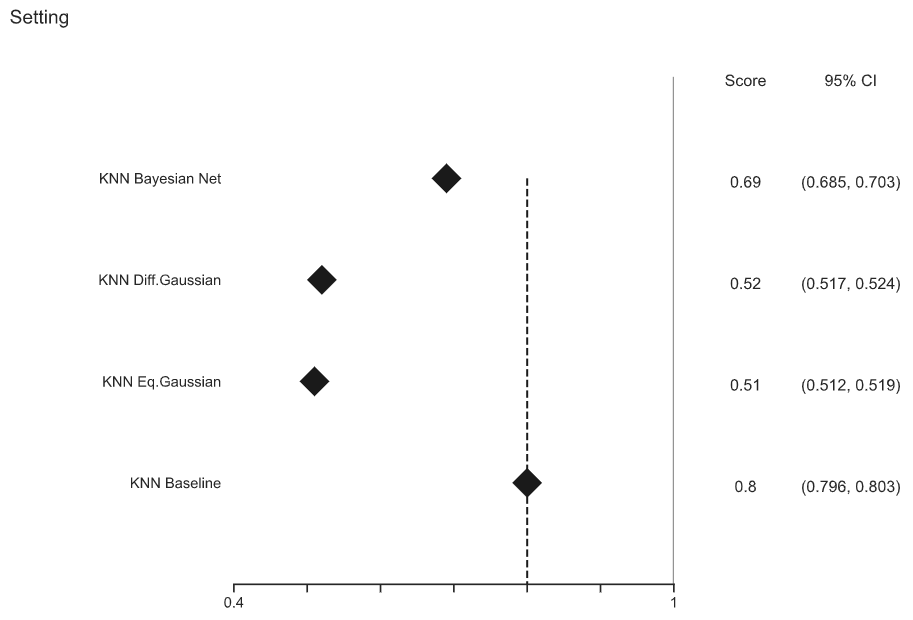 Setting
Score 95% CI
KNN Bayesian Net 0.69 (0.685, 0.703)
KNN Diff.Gaussian 0.52 (0.517, 0.524)
KNN Eq.Gaussian 0.51 (0.512, 0.519)
KNN Baseline 0.8 (0.796, 0.803)
0.4 1